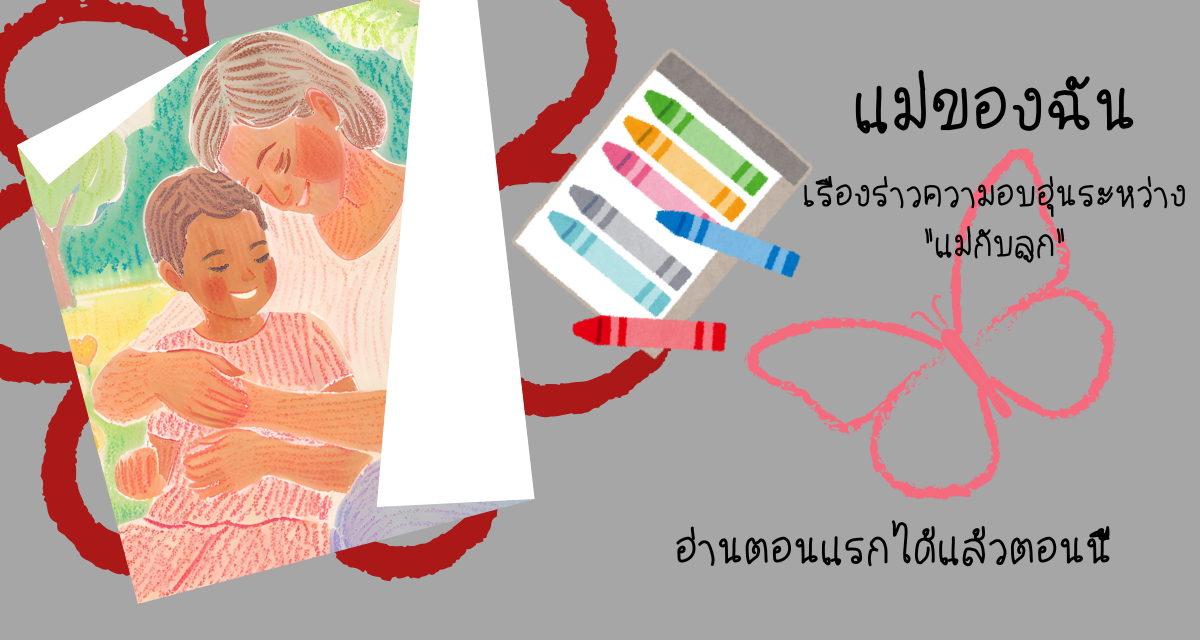 แม่ของฉัน
เรื่องราวความอบอุ่นระหว่าง
"แม่กับลูก"
อ่านตอนแรกได้แล้วตอนนี้